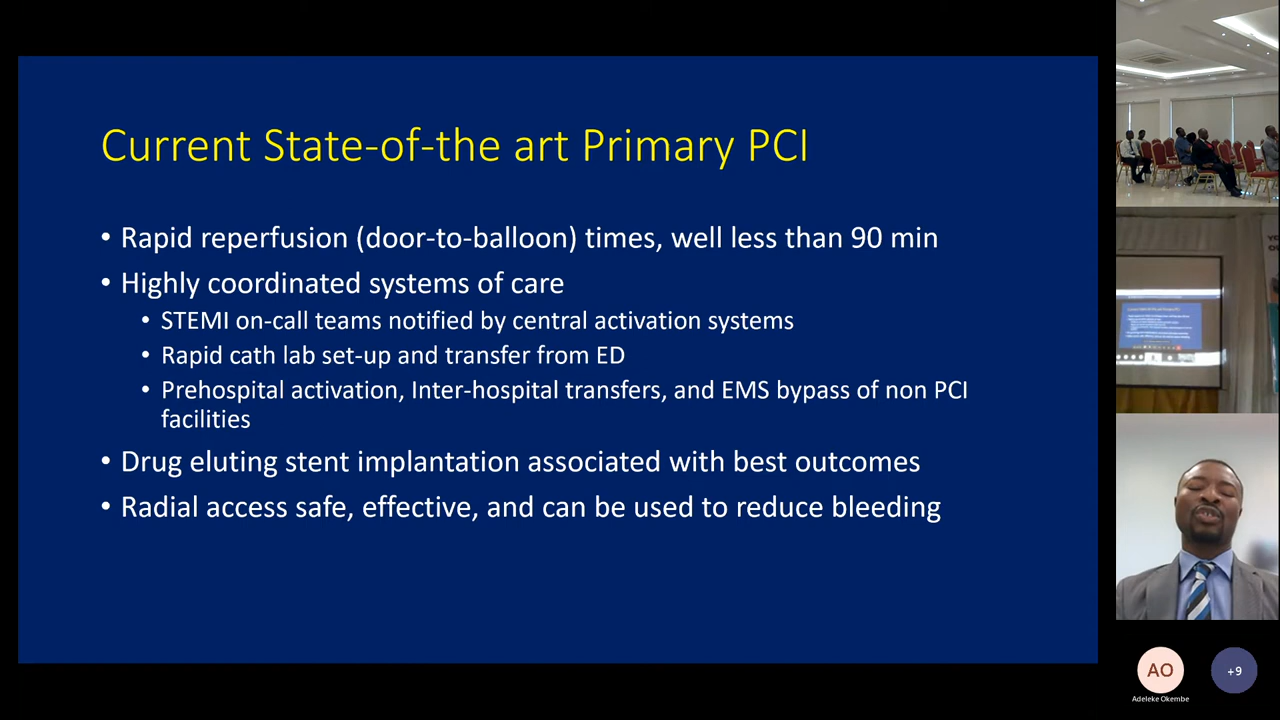 Current State-of-the art Primary PCI
• Rapid reperfusion (door-to-balloon) times, well less than 90 min
• Highly coordinated systems of care
• STEMI on-call teams notified by central activation systems
• Rapid cath lab set-up and transfer from ED
• Prehospital activation, Inter-hospital transfers, and EMS bypass of non PCI
facilities
• Drug eluting stent implantation associated with best outcomes
• Radial access safe, effective, and can be used to reduce bleeding
AO
+9
Adeleke Okembe